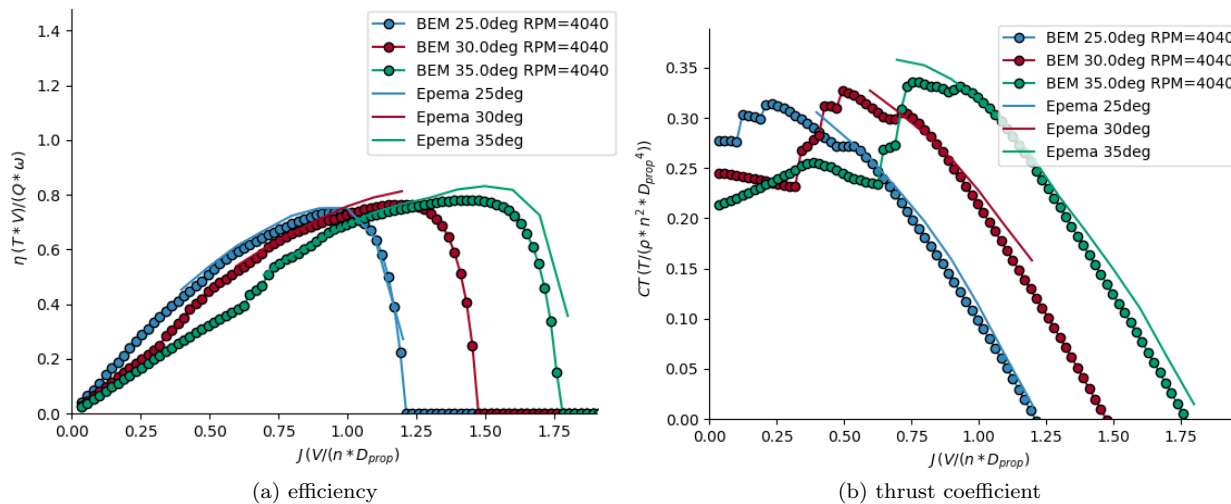 BEM 25.0deg RPM=4040
BEM 30.0deg RPM=4040
BEM 35.0deg RPM=4040
Epema 25deg
Epema 30deg
Epema 35deg
η (T * V)/(Q * ω)
1.4
1.2
1.0
0.8
0.6
0.4
0.2
0.0
0.00 0.25 0.50 0.75 1.00 1.25 1.50 1.75
J (V/(n * D_prop)
(a) efficiency
BEM 25.0deg RPM=4040
BEM 30.0deg RPM=4040
BEM 35.0deg RPM=4040
Epema 25deg
Epema 30deg
Epema 35deg
CT (T/(ρ * n² * D_prop⁴))
0.35
0.30
0.25
0.20
0.15
0.10
0.05
0.00
0.00 0.25 0.50 0.75 1.00 1.25 1.50 1.75
J (V/(n * D_prop)
(b) thrust coefficient